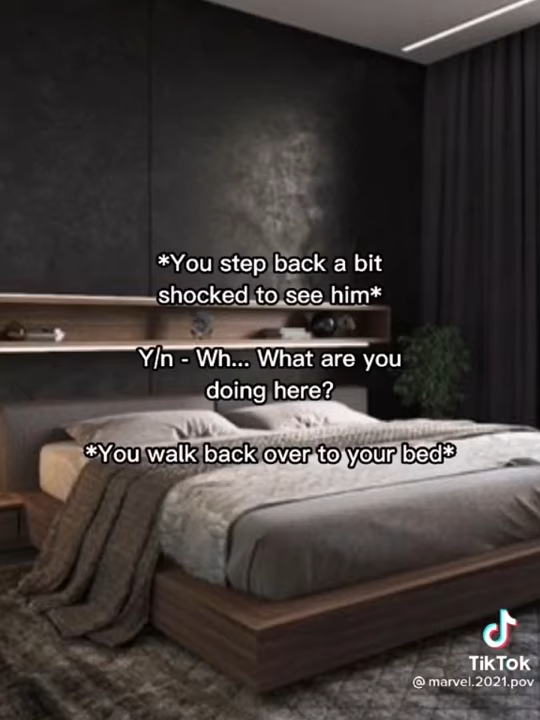 *You step back a bit
shocked to see him*
Y/n - Wh... What are you
doing here?
*You walk back over to your bed*
TikTok
@marvel.2021.pov